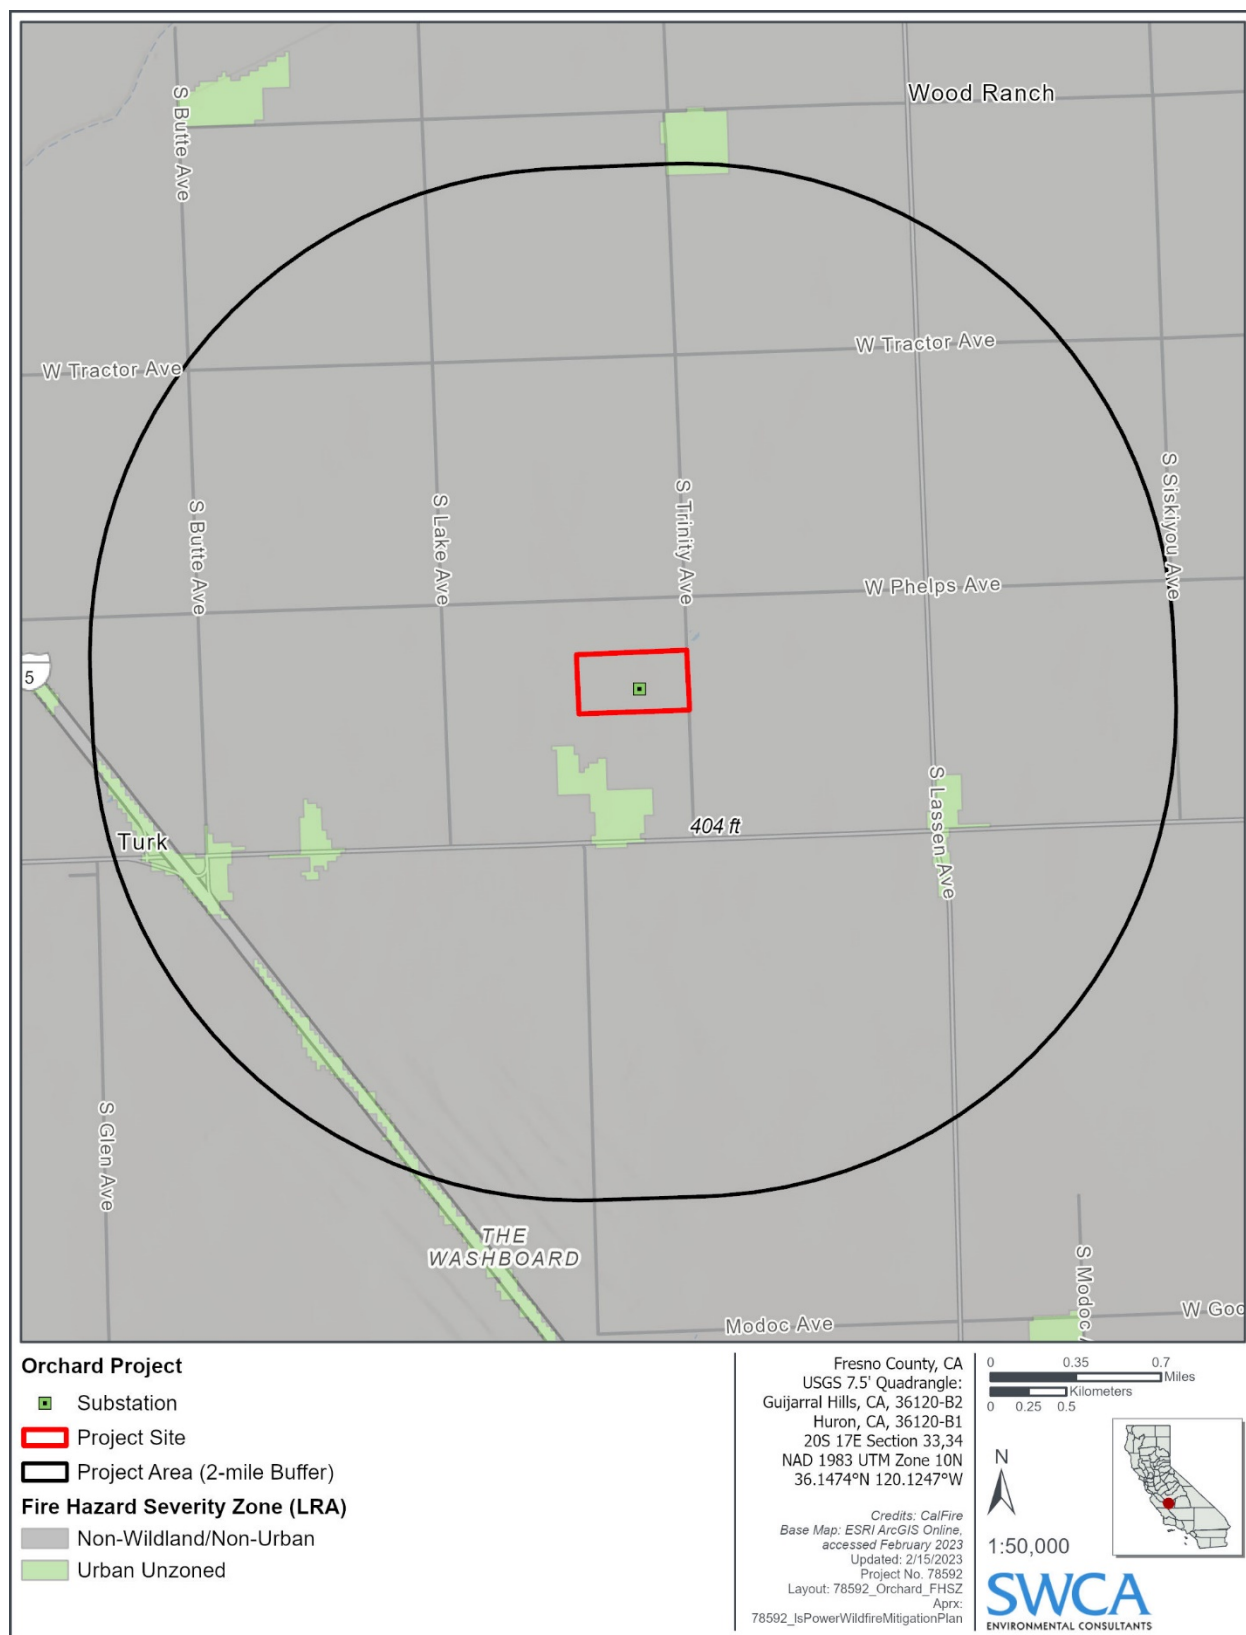 Wood Ranch
S Butte Ave
W Tractor Ave
W Tractor Ave
S Butte Ave
S Lake Ave
S Trinity Ave
S Siskiyou Ave
W Phelps Ave
5
Turk
404 ft
S Lassen Ave
S Glen Ave
THE
WASHBOARD
S Modoc
Modoc Ave
W Goo
Orchard Project
Substation
Project Site
Project Area (2-mile Buffer)
Fire Hazard Severity Zone (LRA)
Non-Wildland/Non-Urban
Urban Unzoned
Fresno County, CA
USGS 7.5' Quadrangle:
Guijarral Hills, CA, 36120-B2
Huron, CA, 36120-B1
20S 17E Section 33,34
NAD 1983 UTM Zone 10N
36.1474°N 120.1247°W
Credits: CalFire
Base Map: ESRI ArcGIS Online,
accessed February 2023
Updated: 2/15/2023
Project No. 78592
Layout: 78592_Orchard_FHSZ
Aprx:
78592_IsPowerWildfireMitigationPlan
0 0.35 0.7
Miles
Kilometers
0 0.25 0.5
N
1:50,000
SWCA
ENVIRONMENTAL CONSULTANTS